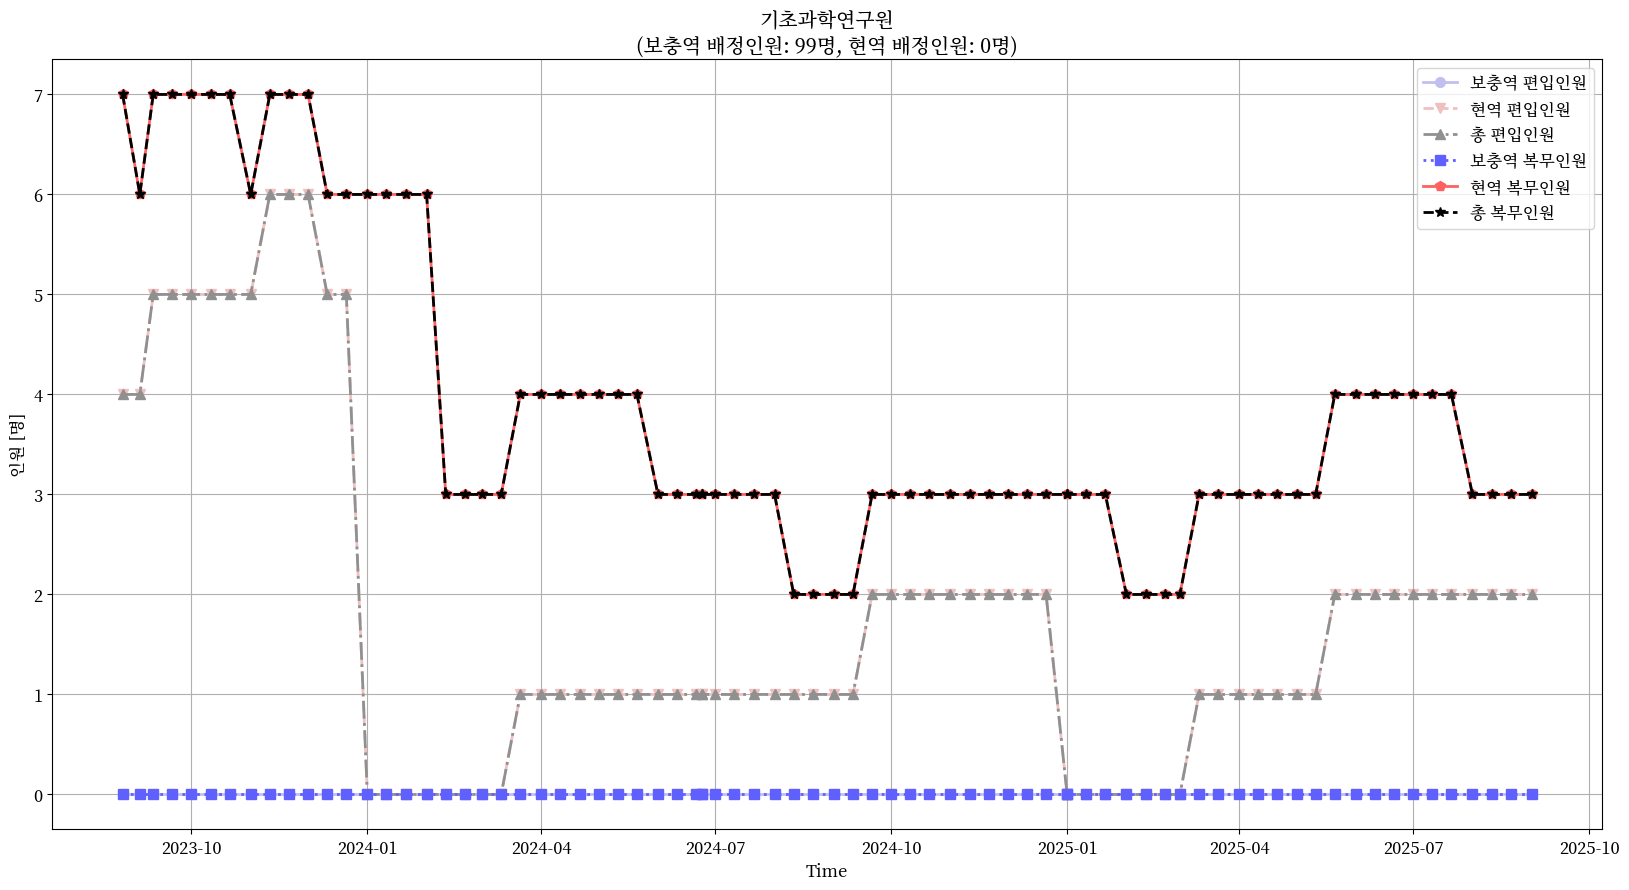 기초과학연구원
(보충역 배정인원: 99명, 현역 배정인원: 0명)
보충역 편입인원
현역 편입인원
총 편입인원
보충역 복무인원
현역 복무인원
총 복무인원
인원 [명]
7
6
5
4
3
2
1
0
2023-10
2024-01
2024-04
2024-07
2024-10
2025-01
2025-04
2025-07
2025-10
Time